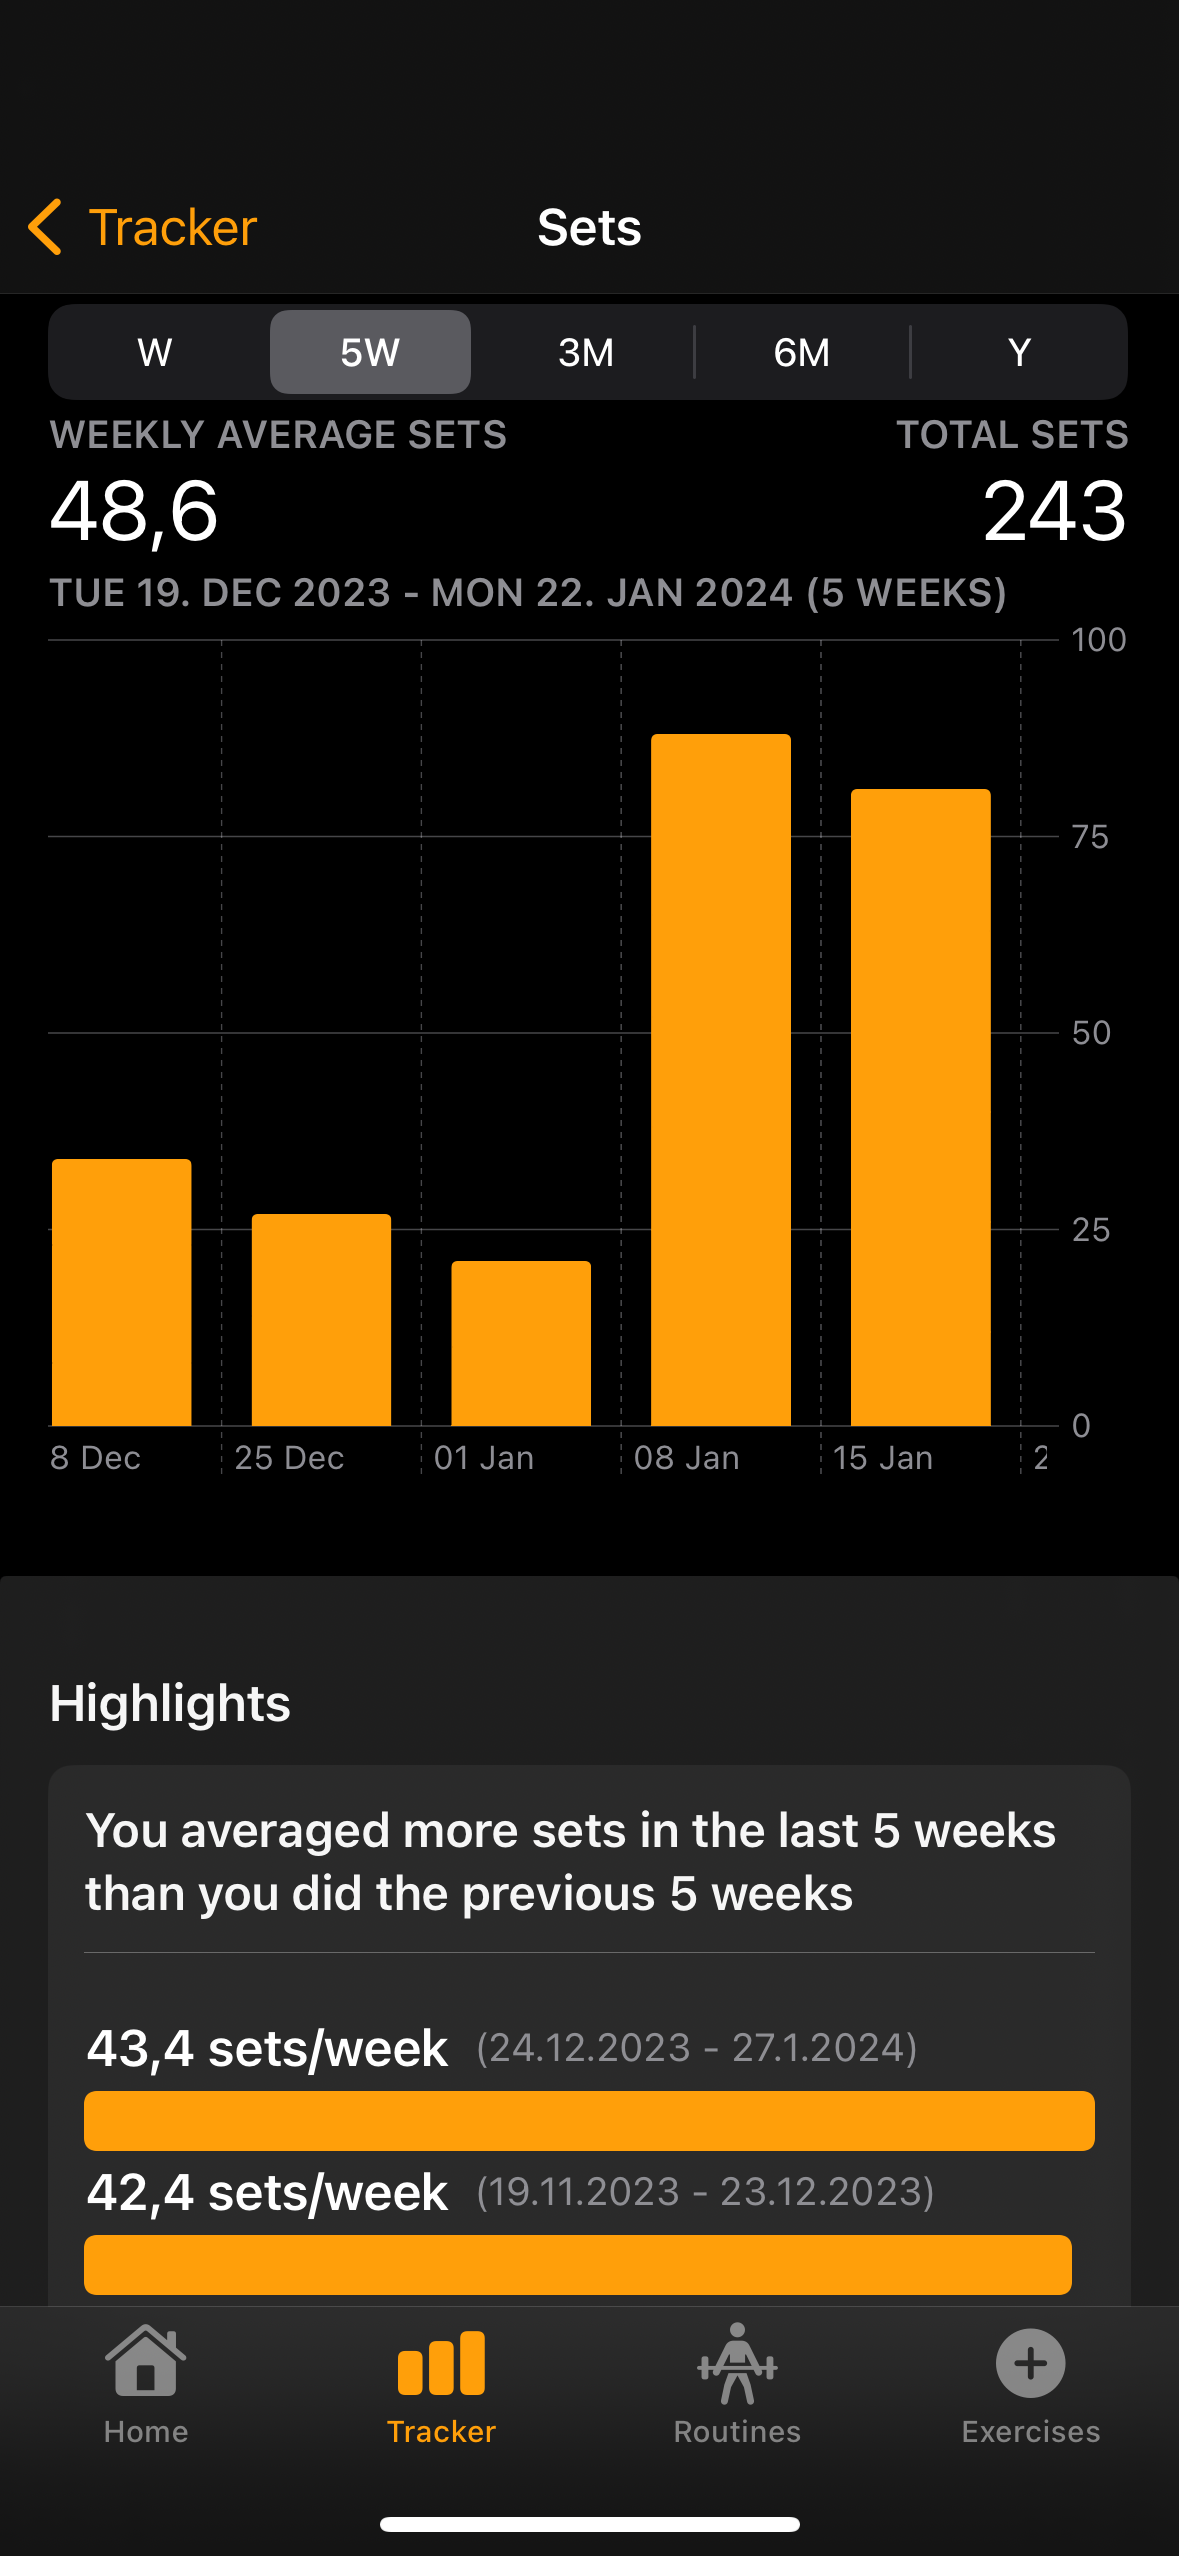 Tracker
Sets
W 5W 3M 6M Y
WEEKLY AVERAGE SETS TOTAL SETS
48,6 243
TUE 19. DEC 2023 - MON 22. JAN 2024 (5 WEEKS)
100
75
50
25
0
8 Dec 25 Dec 01 Jan 08 Jan 15 Jan 2
Highlights
You averaged more sets in the last 5 weeks
than you did the previous 5 weeks
43,4 sets/week (24.12.2023 - 27.1.2024)
42,4 sets/week (19.11.2023 - 23.12.2023)
Home Tracker Routines Exercises